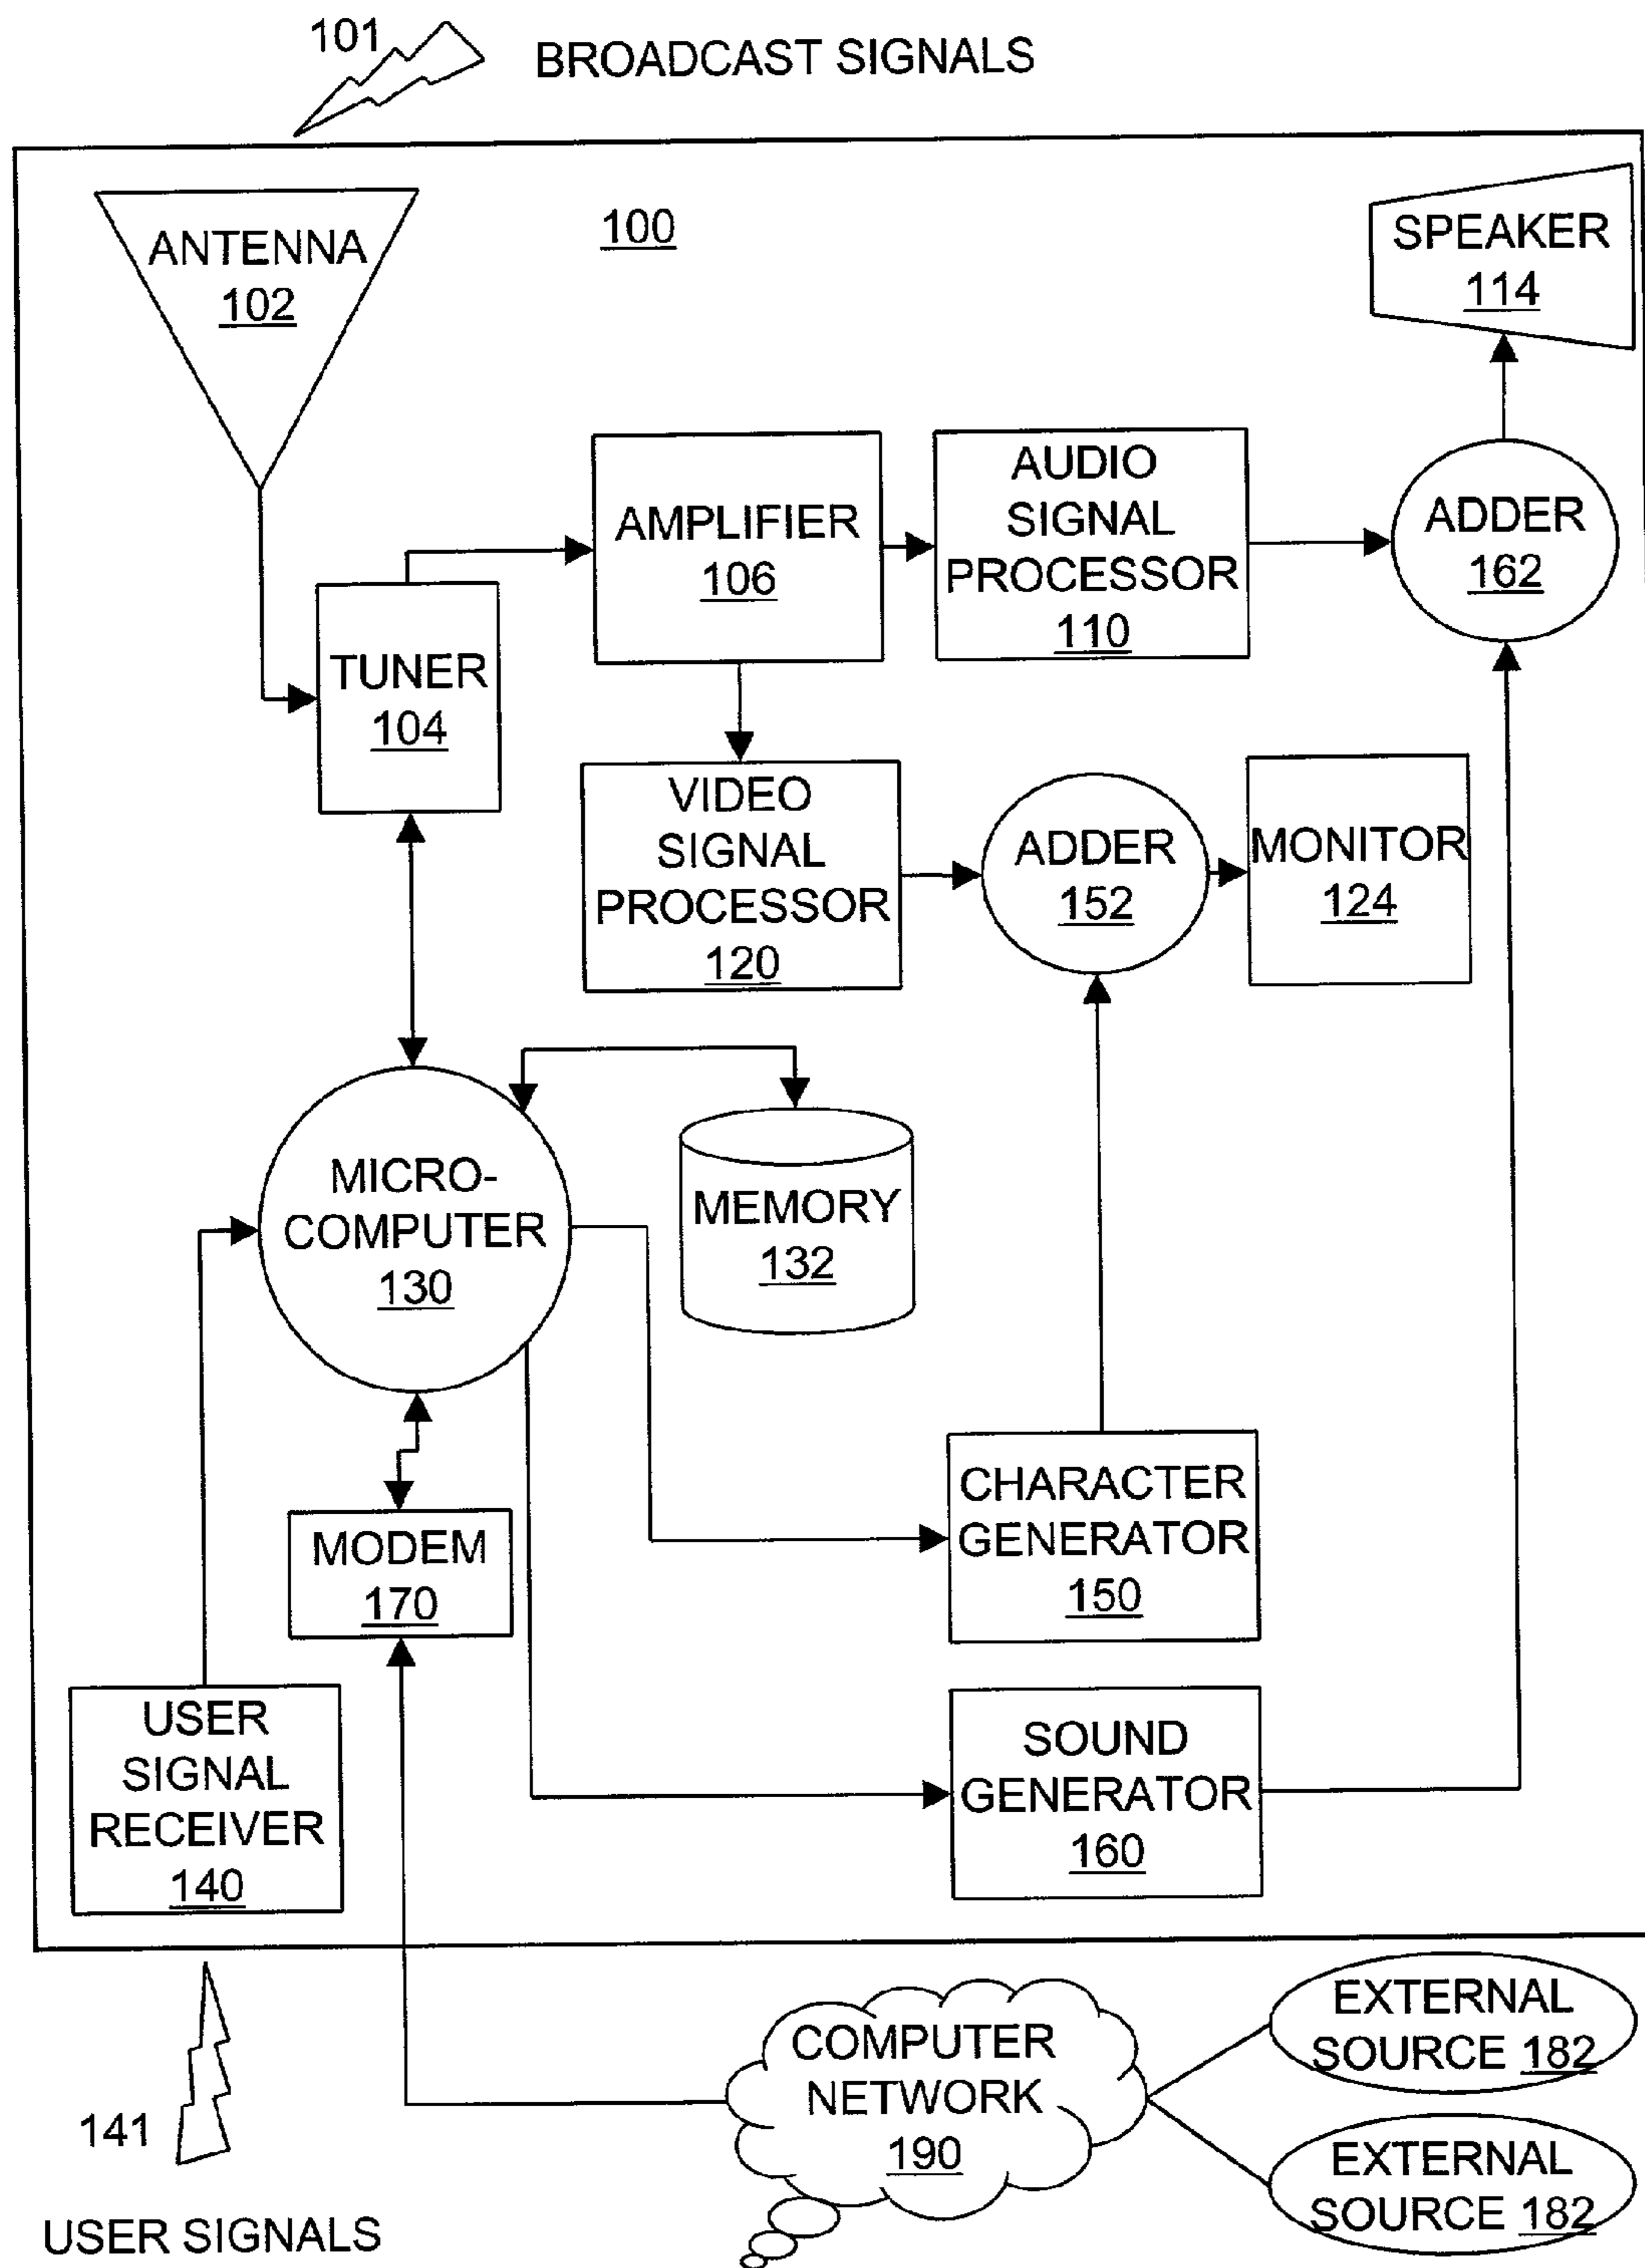 101
BROADCAST SIGNALS
ANTENNA
102
100
SPEAKER
114
AMPLIFIER
106
AUDIO
SIGNAL
PROCESSOR
110
ADDER
162
TUNER
104
VIDEO
SIGNAL
PROCESSOR
120
ADDER
152
MONITOR
124
MICRO-
COMPUTER
130
MEMORY
132
CHARACTER
GENERATOR
150
MODEM
170
USER
SIGNAL
RECEIVER
140
SOUND
GENERATOR
160
COMPUTER
NETWORK
190
EXTERNAL
SOURCE 182
EXTERNAL
SOURCE 182
141
USER SIGNALS